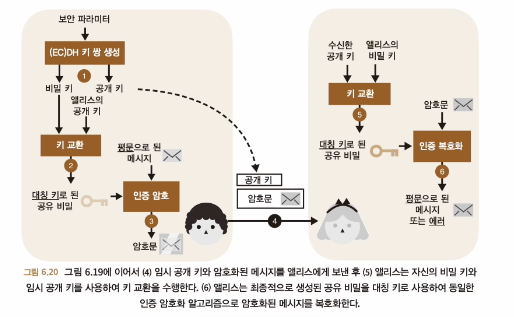 보안 파라미터
(EC)DH 키 쌍 생성
1
비밀 키
공개 키
앨리스의
공개 키
키 교환
2
대칭 키로 된
공유 비밀
평문으로 된
메시지
인증 암호
3
암호문
공개 키
암호문
4
수신한
공개 키
앨리스의
비밀 키
키 교환
5
대칭 키로 된
공유 비밀
암호문
인증 복호화
6
평문으로 된
메시지
또는 에러
그림 6.20 그림 6.19에 이어서 (4) 임시 공개 키와 암호화된 메시지를 앨리스에게 보낸 후 (5) 앨리스는 자신의 비밀 키와
임시 공개 키를 사용하여 키 교환을 수행한다. (6) 앨리스는 최종적으로 생성된 공유 비밀을 대칭 키로 사용하여 동일한
인증 암호화 알고리즘으로 암호화된 메시지를 복호화한다.